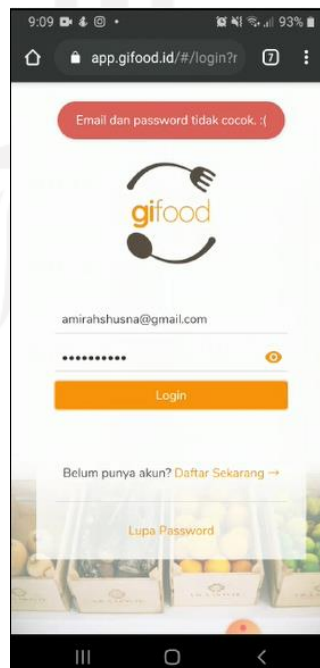 9:09 93%
app.gifood.id/#/login?r 7
Email dan password tidak cocok. :(
gifood
amirahshusna@gmail.com
••••••••••
Login
Belum punya akun? Daftar Sekarang →
Lupa Password